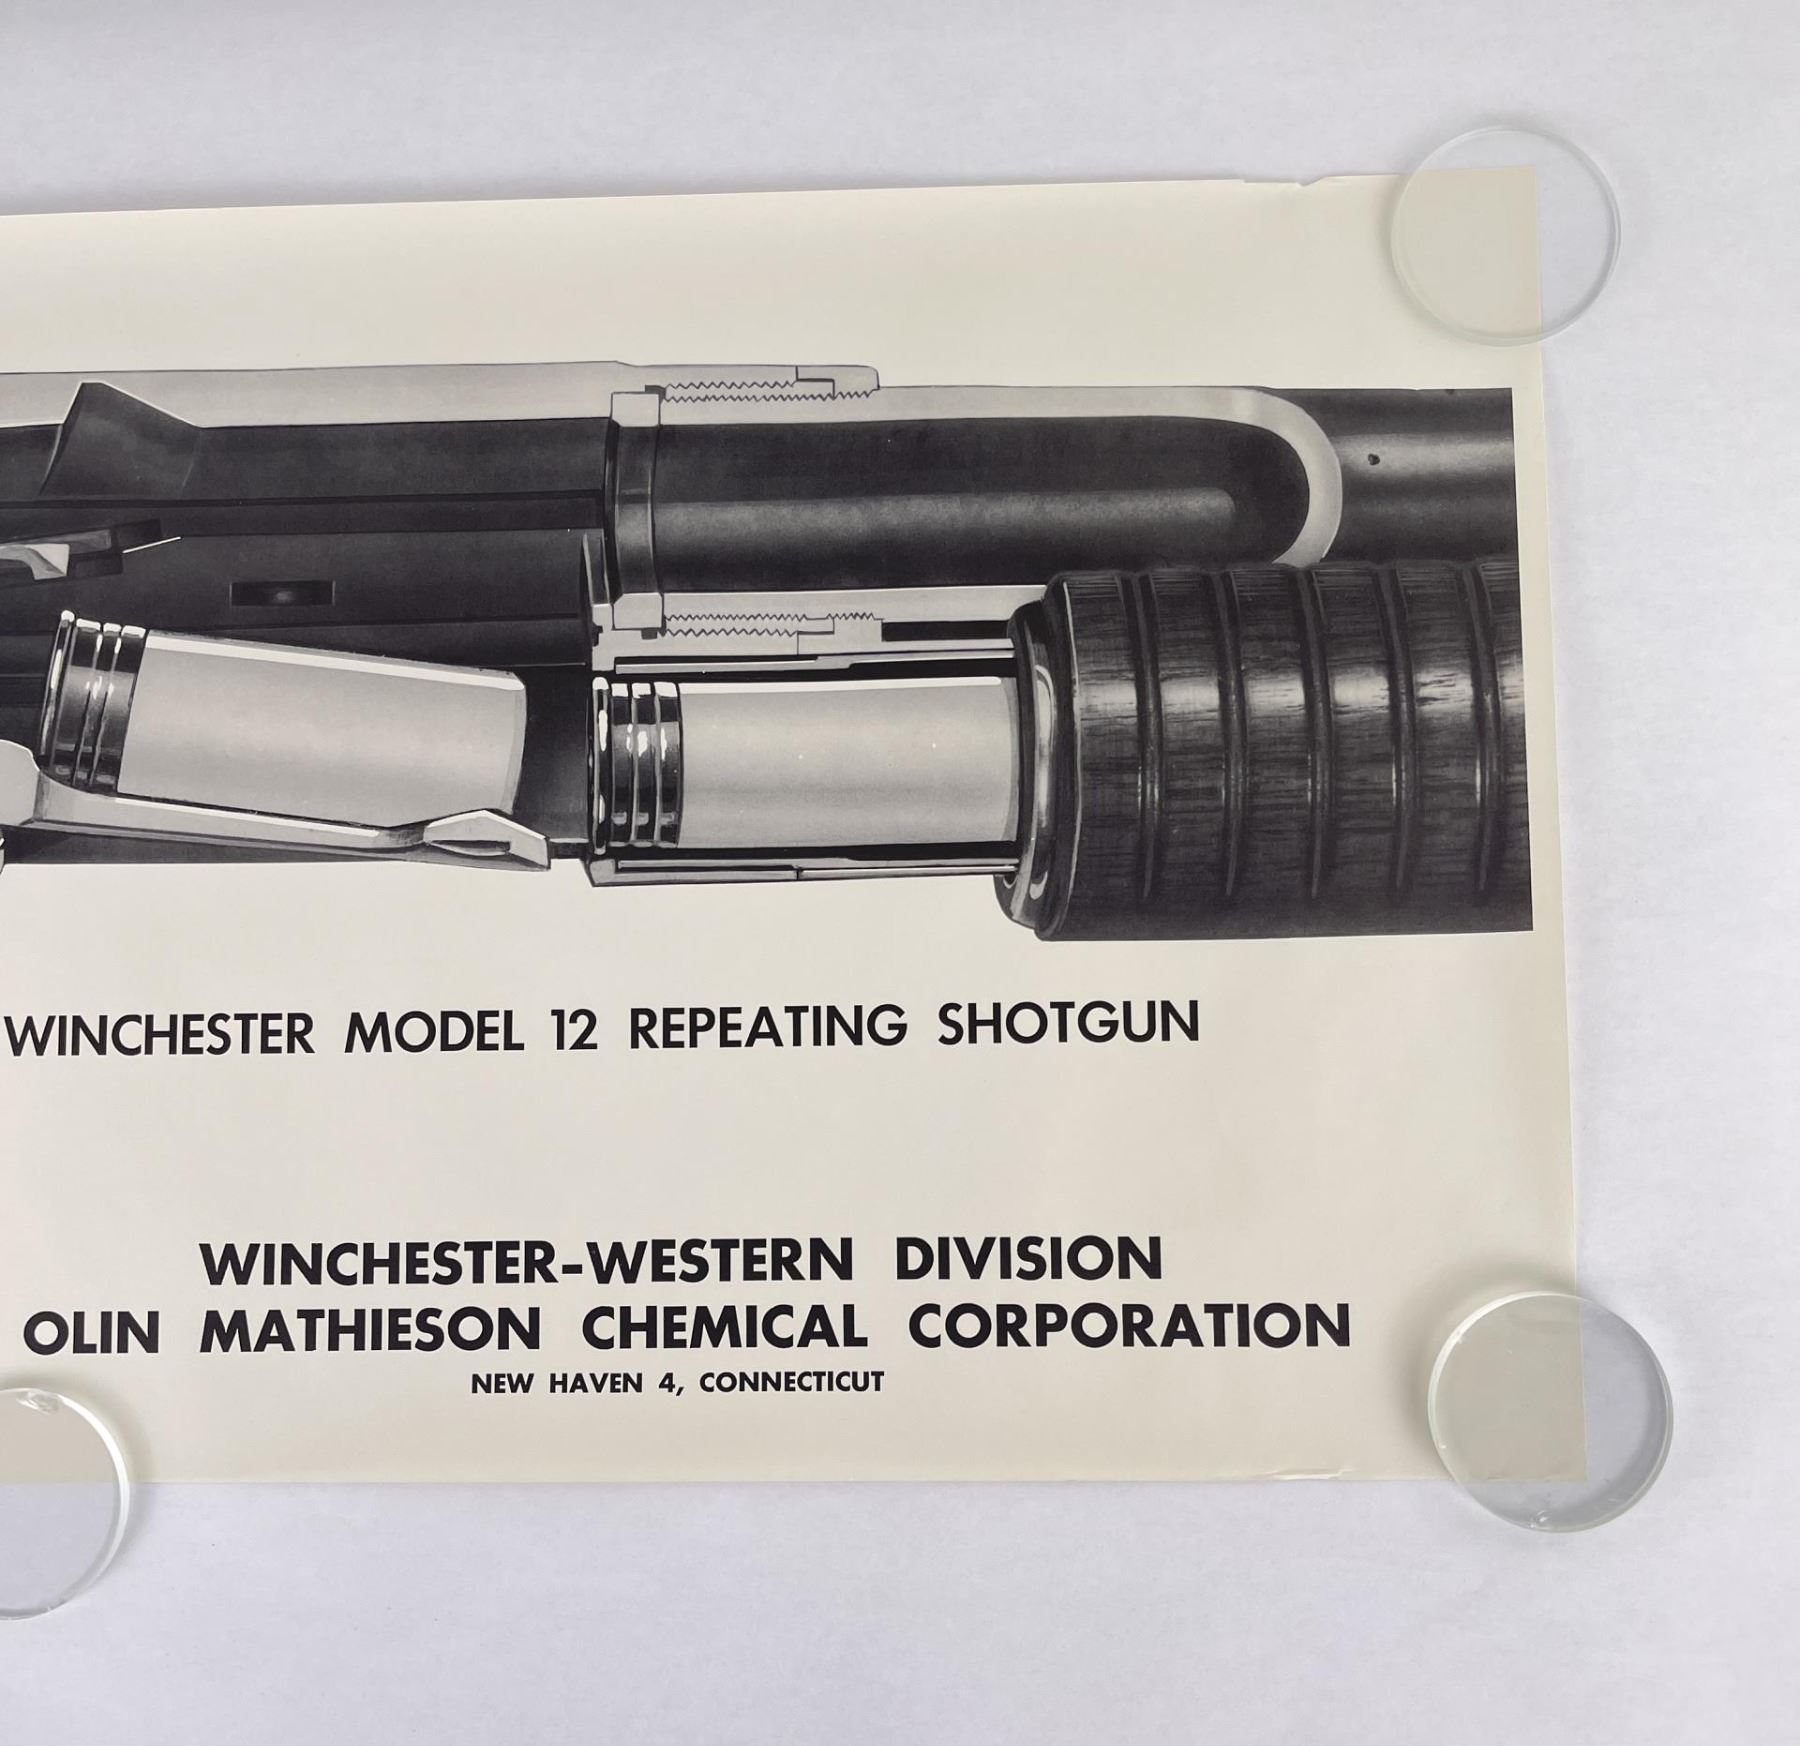 WINCHESTER MODEL 12 REPEATING SHOTGUN
WINCHESTER-WESTERN DIVISION
OLIN MATHIESON CHEMICAL CORPORATION
NEW HAVEN 4, CONNECTICUT